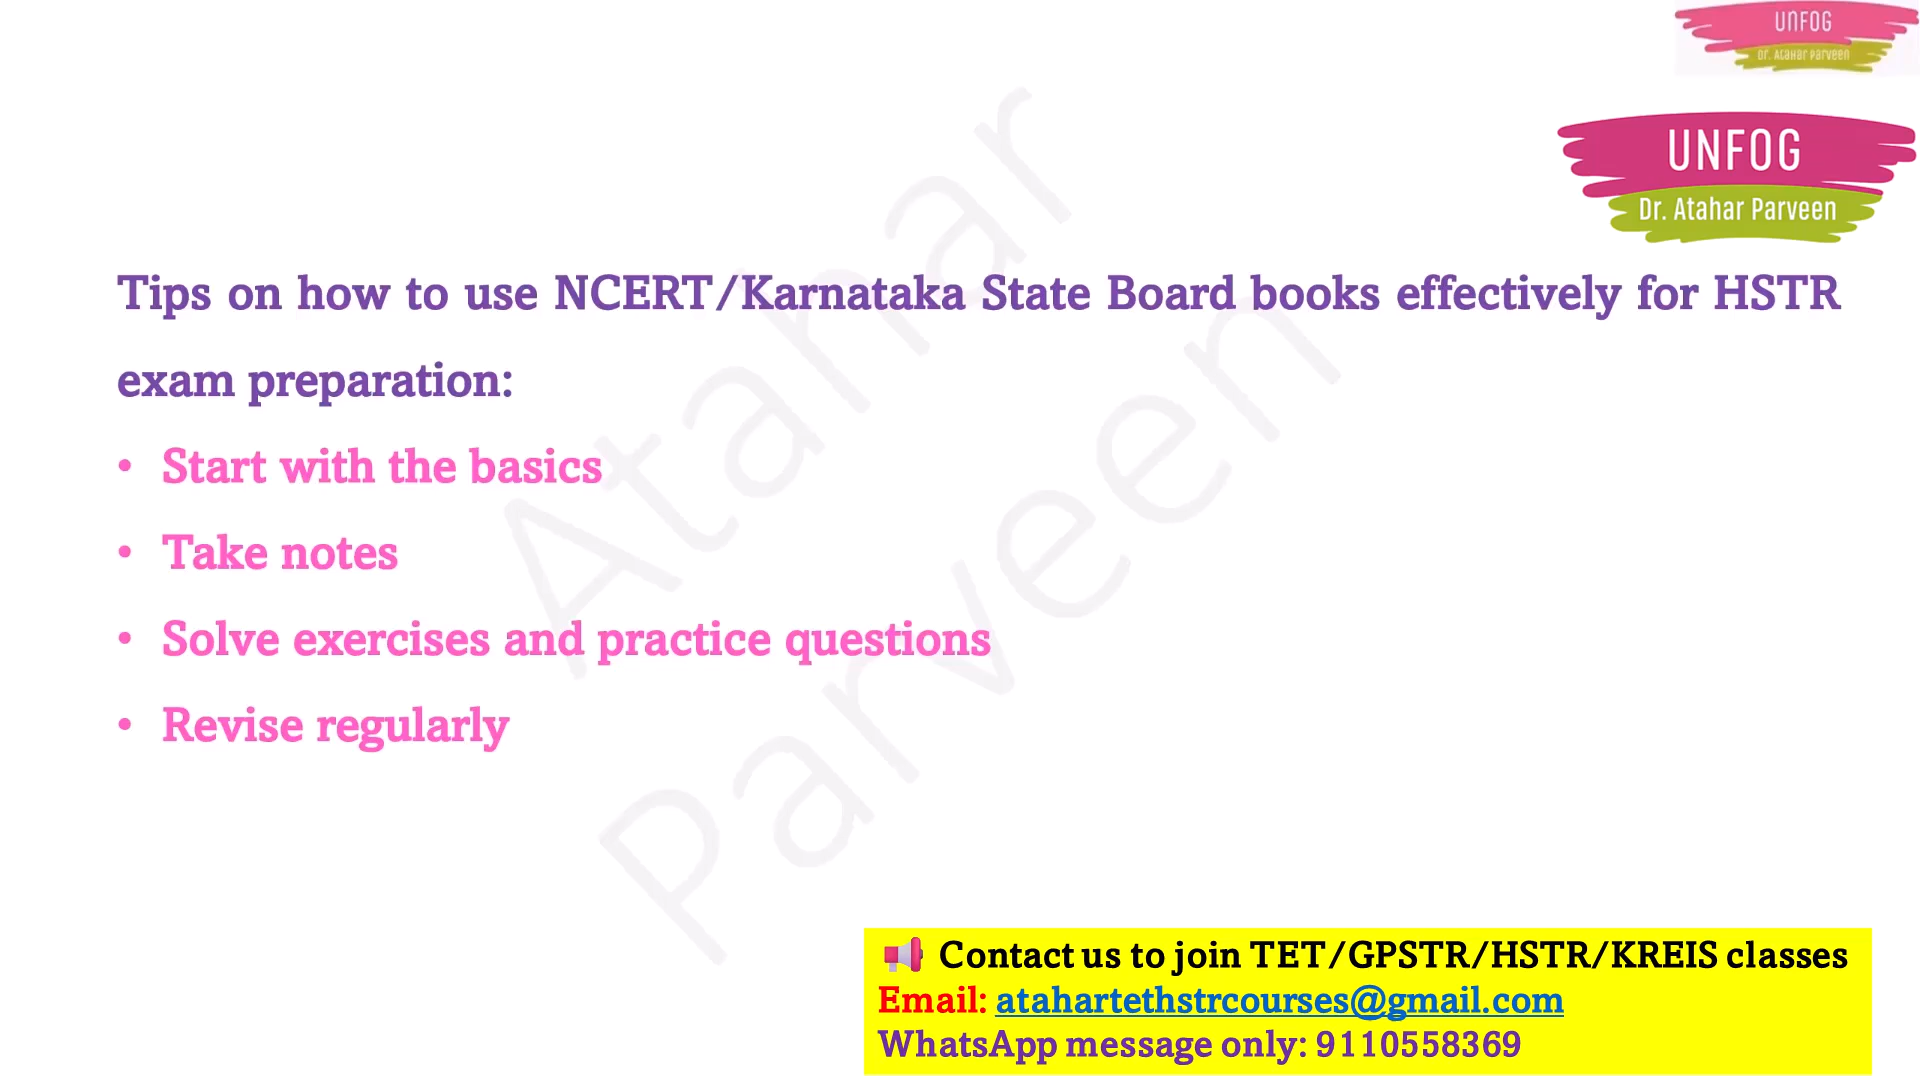 UNFOG
Dr. Atahar Parveen
UNFOG
Dr. Atahar Parveen
Tips on how to use NCERT/Karnataka State Board books effectively for HSTR
exam preparation:
• Start with the basics
• Take notes
• Solve exercises and practice questions
• Revise regularly
Atahar
Parveen
📢 Contact us to join TET/GPSTR/HSTR/KREIS classes
Email: atahartethstrcourses@gmail.com
WhatsApp message only: 9110558369